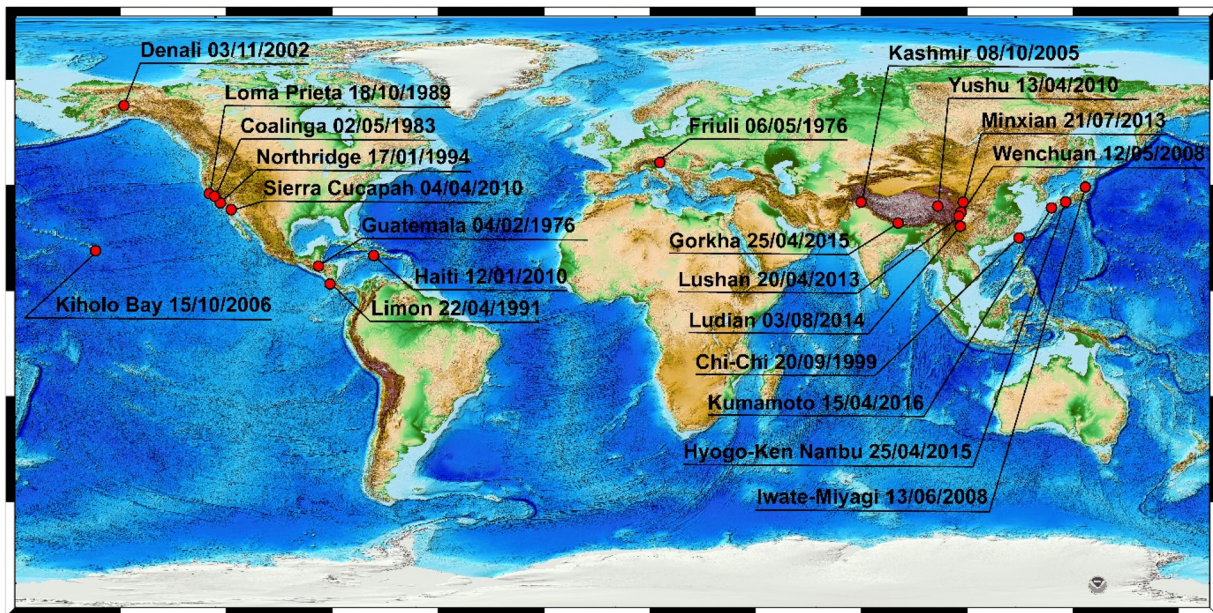 Denali 03/11/2002
Loma Prieta 18/10/1989
Coalinga 02/05/1983
Northridge 17/01/1994
Sierra Cucapah 04/04/2010
Guatemala 04/02/1976
Haiti 12/01/2010
Limon 22/04/1991
Kiholo Bay 15/10/2006
Friuli 06/05/1976
Kashmir 08/10/2005
Yushu 13/04/2010
Minxian 21/07/2013
Wenchuan 12/05/2008
Gorkha 25/04/2015
Lushan 20/04/2013
Ludian 03/08/2014
Chi-Chi 20/09/1999
Kumamoto 15/04/2016
Hyogo-Ken Nanbu 25/04/2015
Iwate-Miyagi 13/06/2008